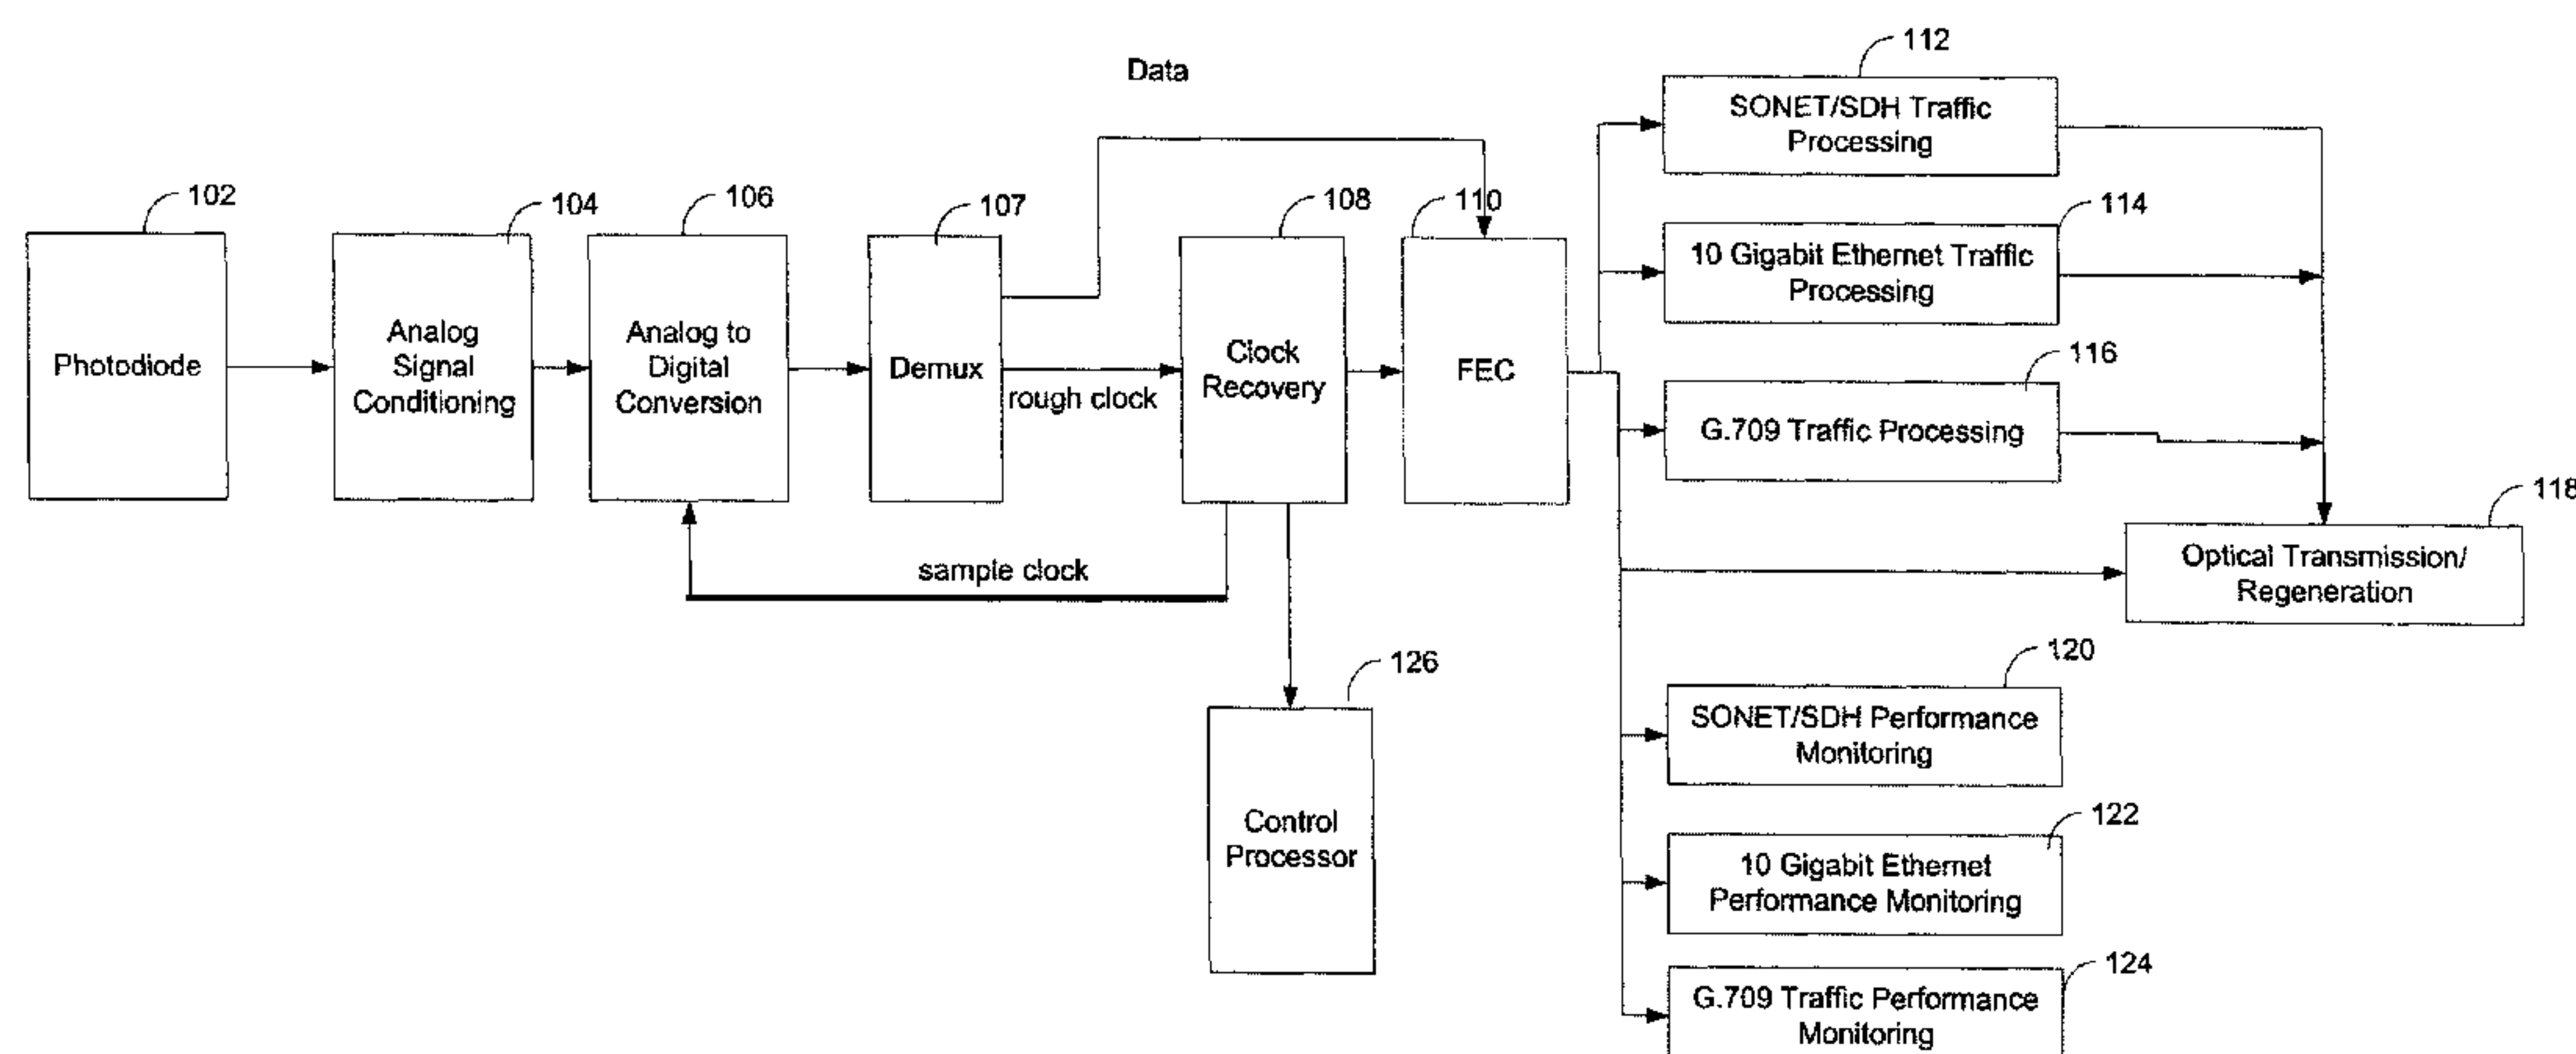 112
Data
SONET/SDH Traffic
Processing
102
104
106
107
108
110
114
10 Gigabit Ethernet Traffic
Processing
Photodiode
Analog
Signal
Conditioning
Analog to
Digital
Conversion
Demux
rough clock
Clock
Recovery
FEC
116
G.709 Traffic Processing
118
sample clock
Optical Transmission/
Regeneration
126
120
SONET/SDH Performance
Monitoring
Control
Processor
122
10 Gigabit Ethernet
Performance Monitoring
124
G.709 Traffic Performance
Monitoring